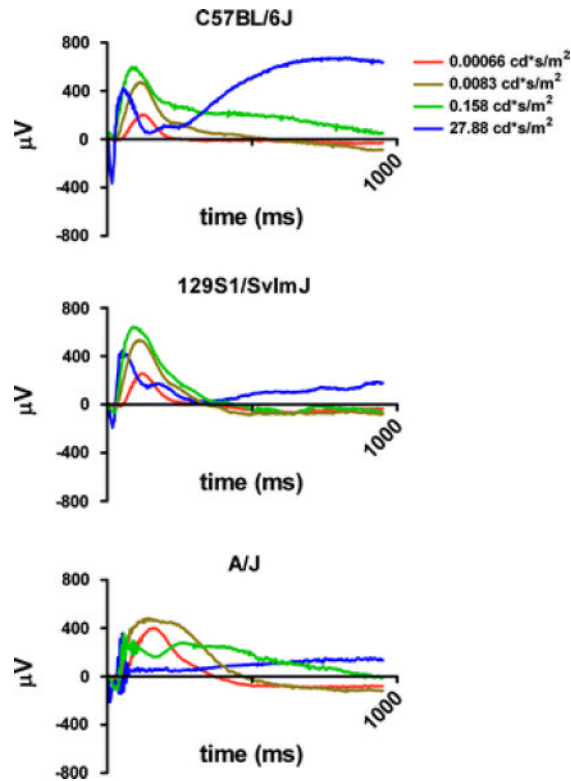 C57BL/6J
800
400
0
-400
-800
μV
time (ms)
1000
0.00066 cd*s/m²
0.0083 cd*s/m²
0.158 cd*s/m²
27.88 cd*s/m²
129S1/SvImJ
800
400
0
-400
-800
μV
time (ms)
1000
A/J
800
400
0
-400
-800
μV
time (ms)
1000